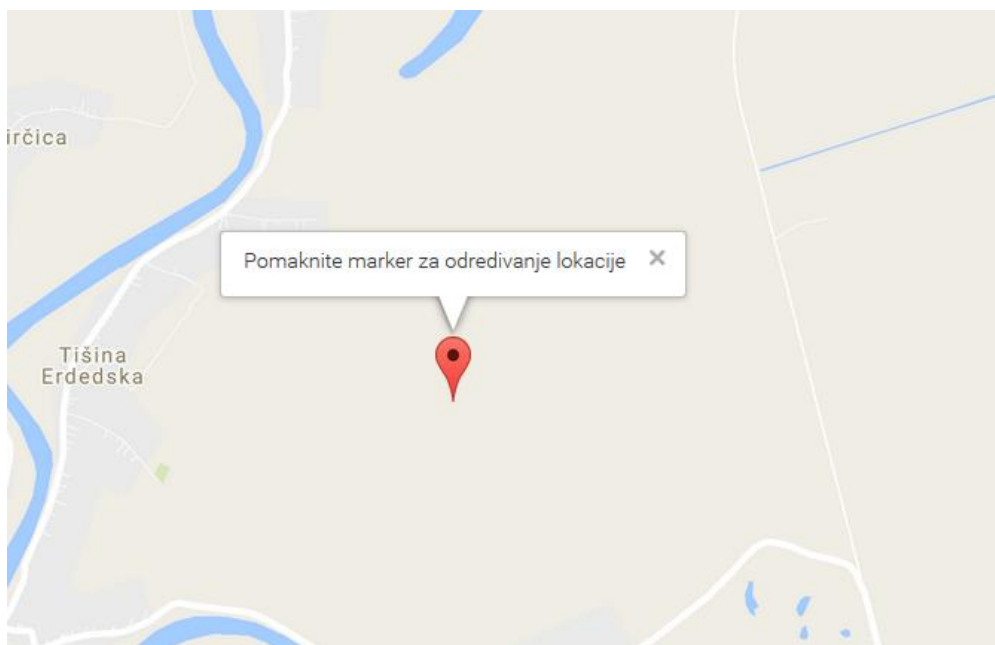 irčica
Pomaknite marker za odredivanje lokacije
Tišina
Erdedska